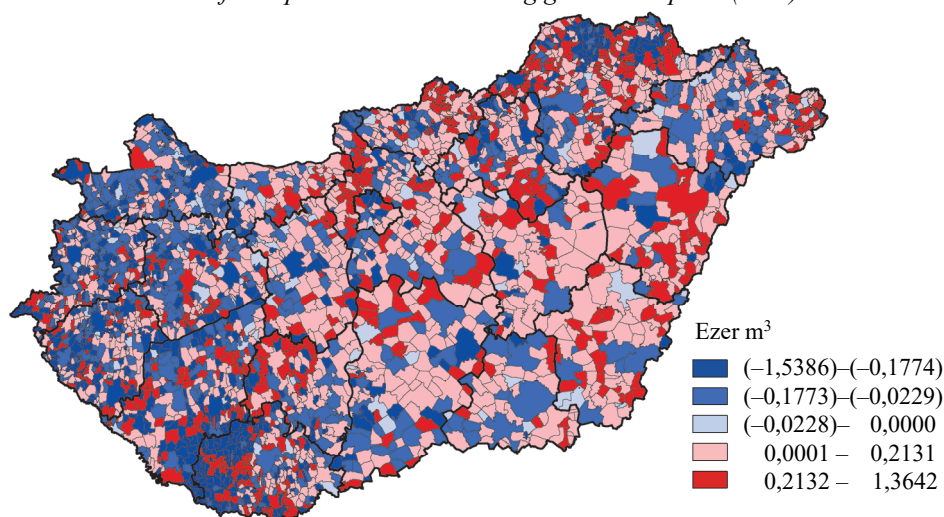 Ezer m³
(–1,5386)–(–0,1774)
(–0,1773)–(–0,0229)
(–0,0228)– 0,0000
0,0001 – 0,2131
0,2132 – 1,3642